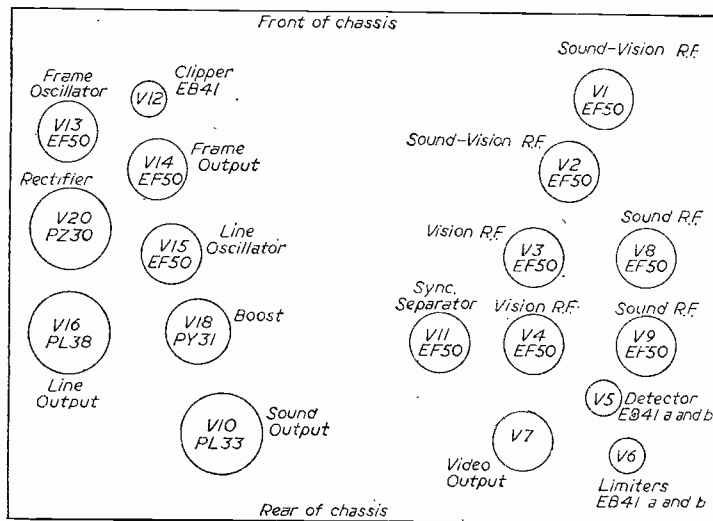 Front of chassis
Sound-Vision R.F.
V1
EF50
Frame
Oscillator
V13
EF50
Clipper
EB41
V12
Sound-Vision R.F.
V2
EF50
V14
EF50
Frame
Output
Rectifier
V20
PZ30
V15
EF50
Line
Oscillator
Vision R.F.
V3
EF50
Sound R.F.
V8
EF50
V16
PL38
Line
Output
V18
PY31
Boost
Sync.
Separator
V11
EF50
Vision R.F.
V4
EF50
Sound R.F.
V9
EF50
V5
Detector
EB41 a and b
V10
PL33
Sound
Output
V7
Video
Output
V6
Limiters
EB41 a and b
Rear of chassis